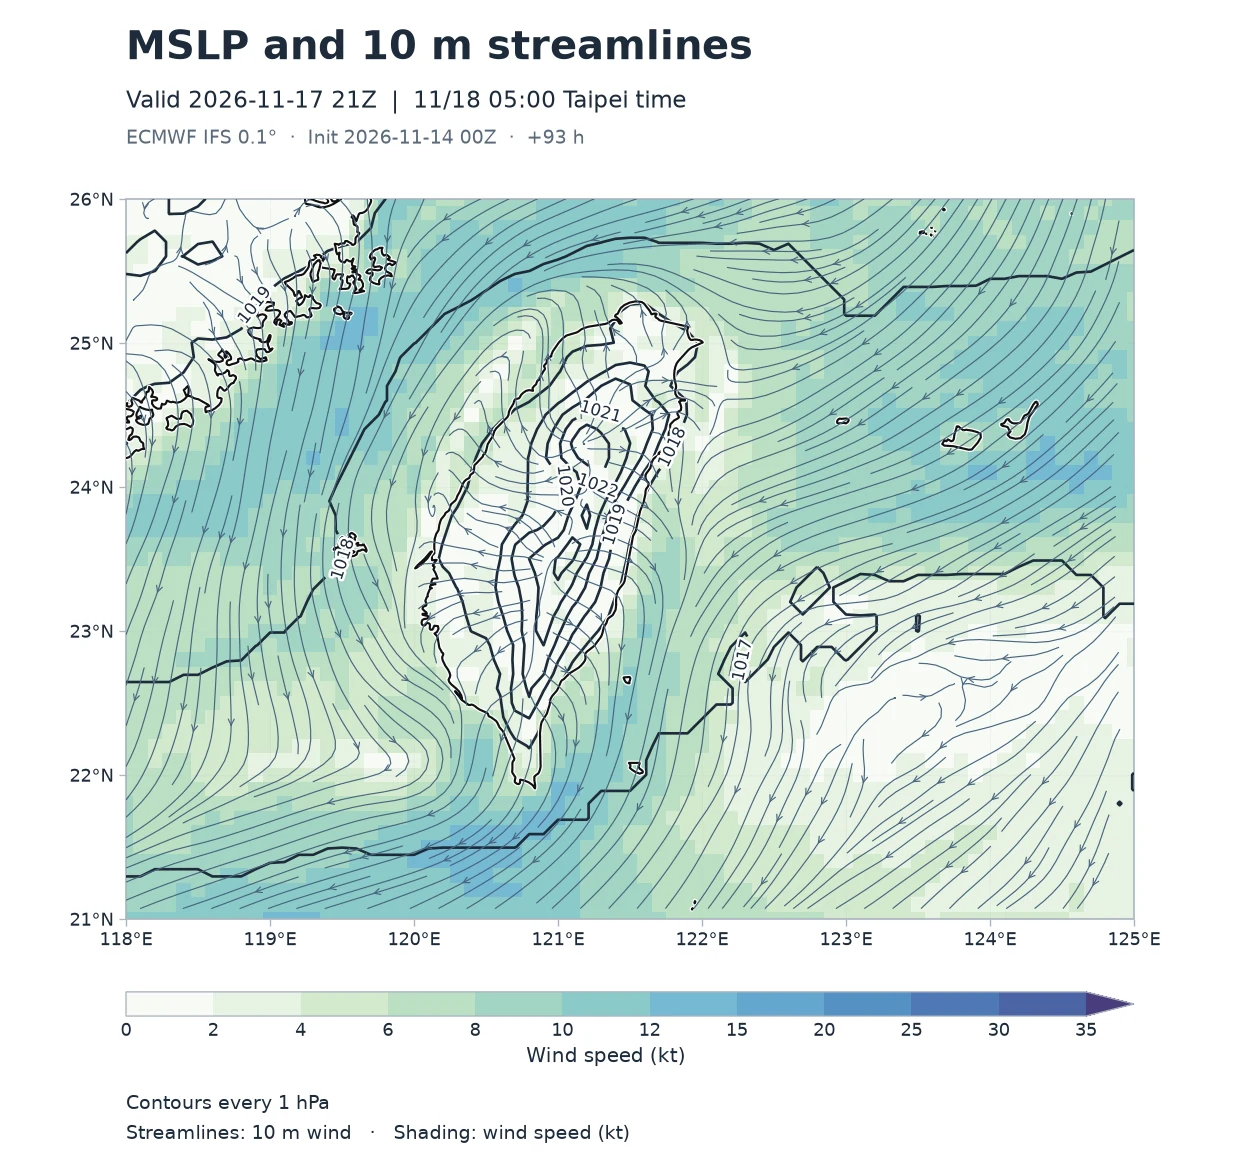 MSLP and 10 m streamlines
Valid 2026-11-17 21Z | 11/18 05:00 Taipei time
ECMWF IFS 0.1° · Init 2026-11-14 00Z · +93 h
26°N
25°N
24°N
23°N
22°N
21°N
1019
1021
1018
1022
1020
1019
1018
1017
118°E 119°E 120°E 121°E 122°E 123°E 124°E 125°E
0 2 4 6 8 10 12 15 20 25 30 35
Wind speed (kt)
Contours every 1 hPa
Streamlines: 10 m wind · Shading: wind speed (kt)